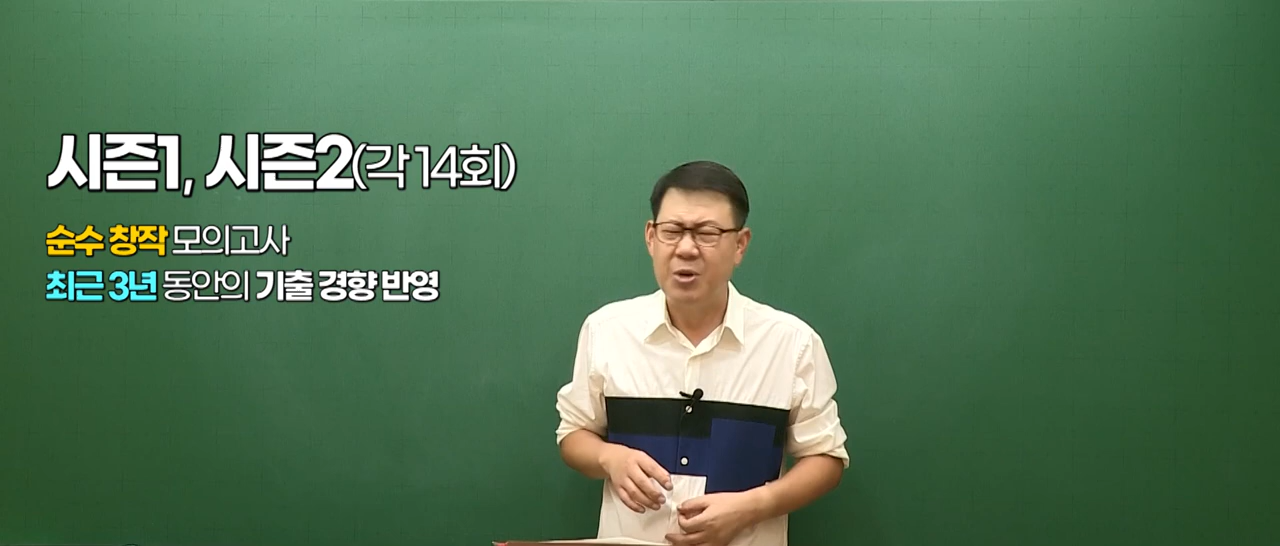 시즌1, 시즌2(각 14회)
순수 창작 모의고사
최근 3년 동안의 기출 경향 반영